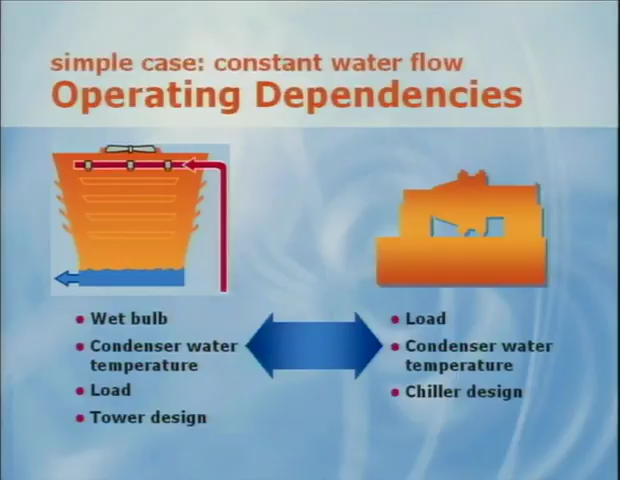 simple case: constant water flow
Operating Dependencies
• Wet bulb
• Condenser water
temperature
• Load
• Tower design
• Load
• Condenser water
temperature
• Chiller design